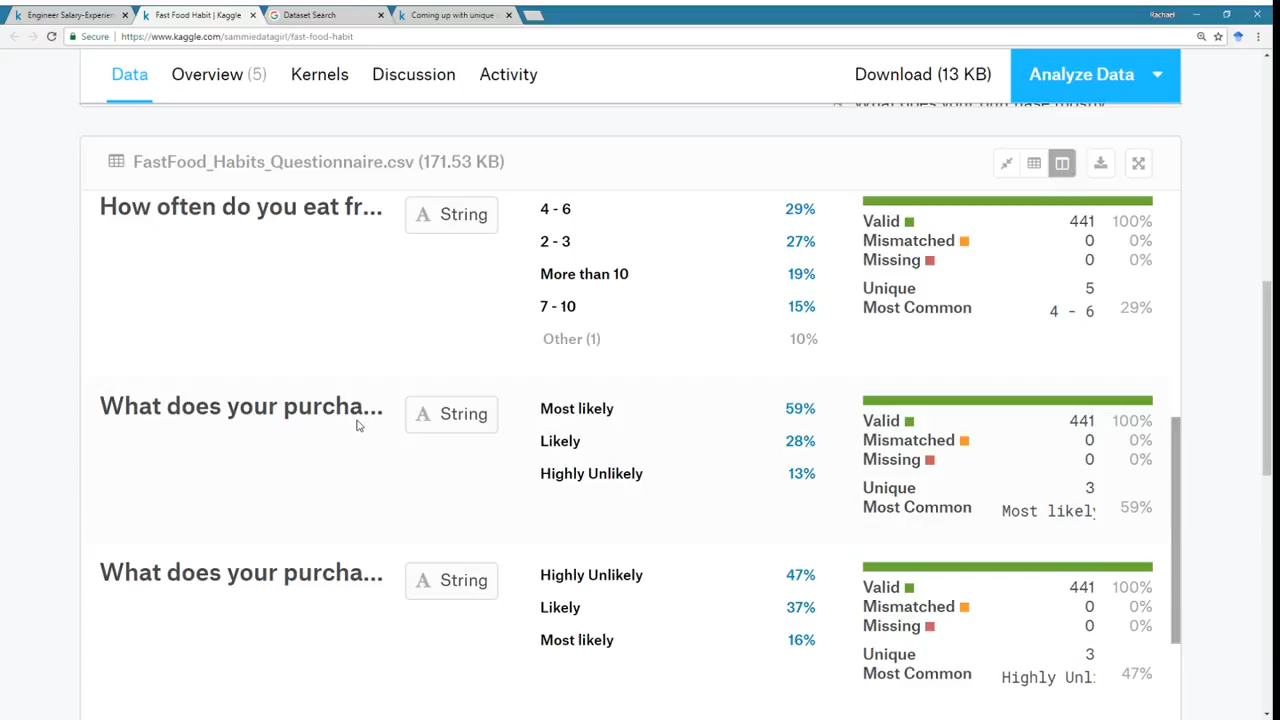 Engineer Salary-Experien
Fast Food Habit | Kaggle
Dataset Search
Coming up with unique
Rachael
Secure
https://www.kaggle.com/sammiedatagirl/fast-food-habit
Data
Overview (5)
Kernels
Discussion
Activity
Download (13 KB)
Analyze Data
FastFood_Habits_Questionnaire.csv (171.53 KB)
How often do you eat fr...
A String
4 - 6 29%
2 - 3 27%
More than 10 19%
7 - 10 15%
Other (1) 10%
Valid 441 100%
Mismatched 0 0%
Missing 0 0%
Unique 5
Most Common 4 - 6 29%
What does your purcha...
A String
Most likely 59%
Likely 28%
Highly Unlikely 13%
Valid 441 100%
Mismatched 0 0%
Missing 0 0%
Unique 3
Most Common Most likely 59%
What does your purcha...
A String
Highly Unlikely 47%
Likely 37%
Most likely 16%
Valid 441 100%
Mismatched 0 0%
Missing 0 0%
Unique 3
Most Common Highly Unl 47%